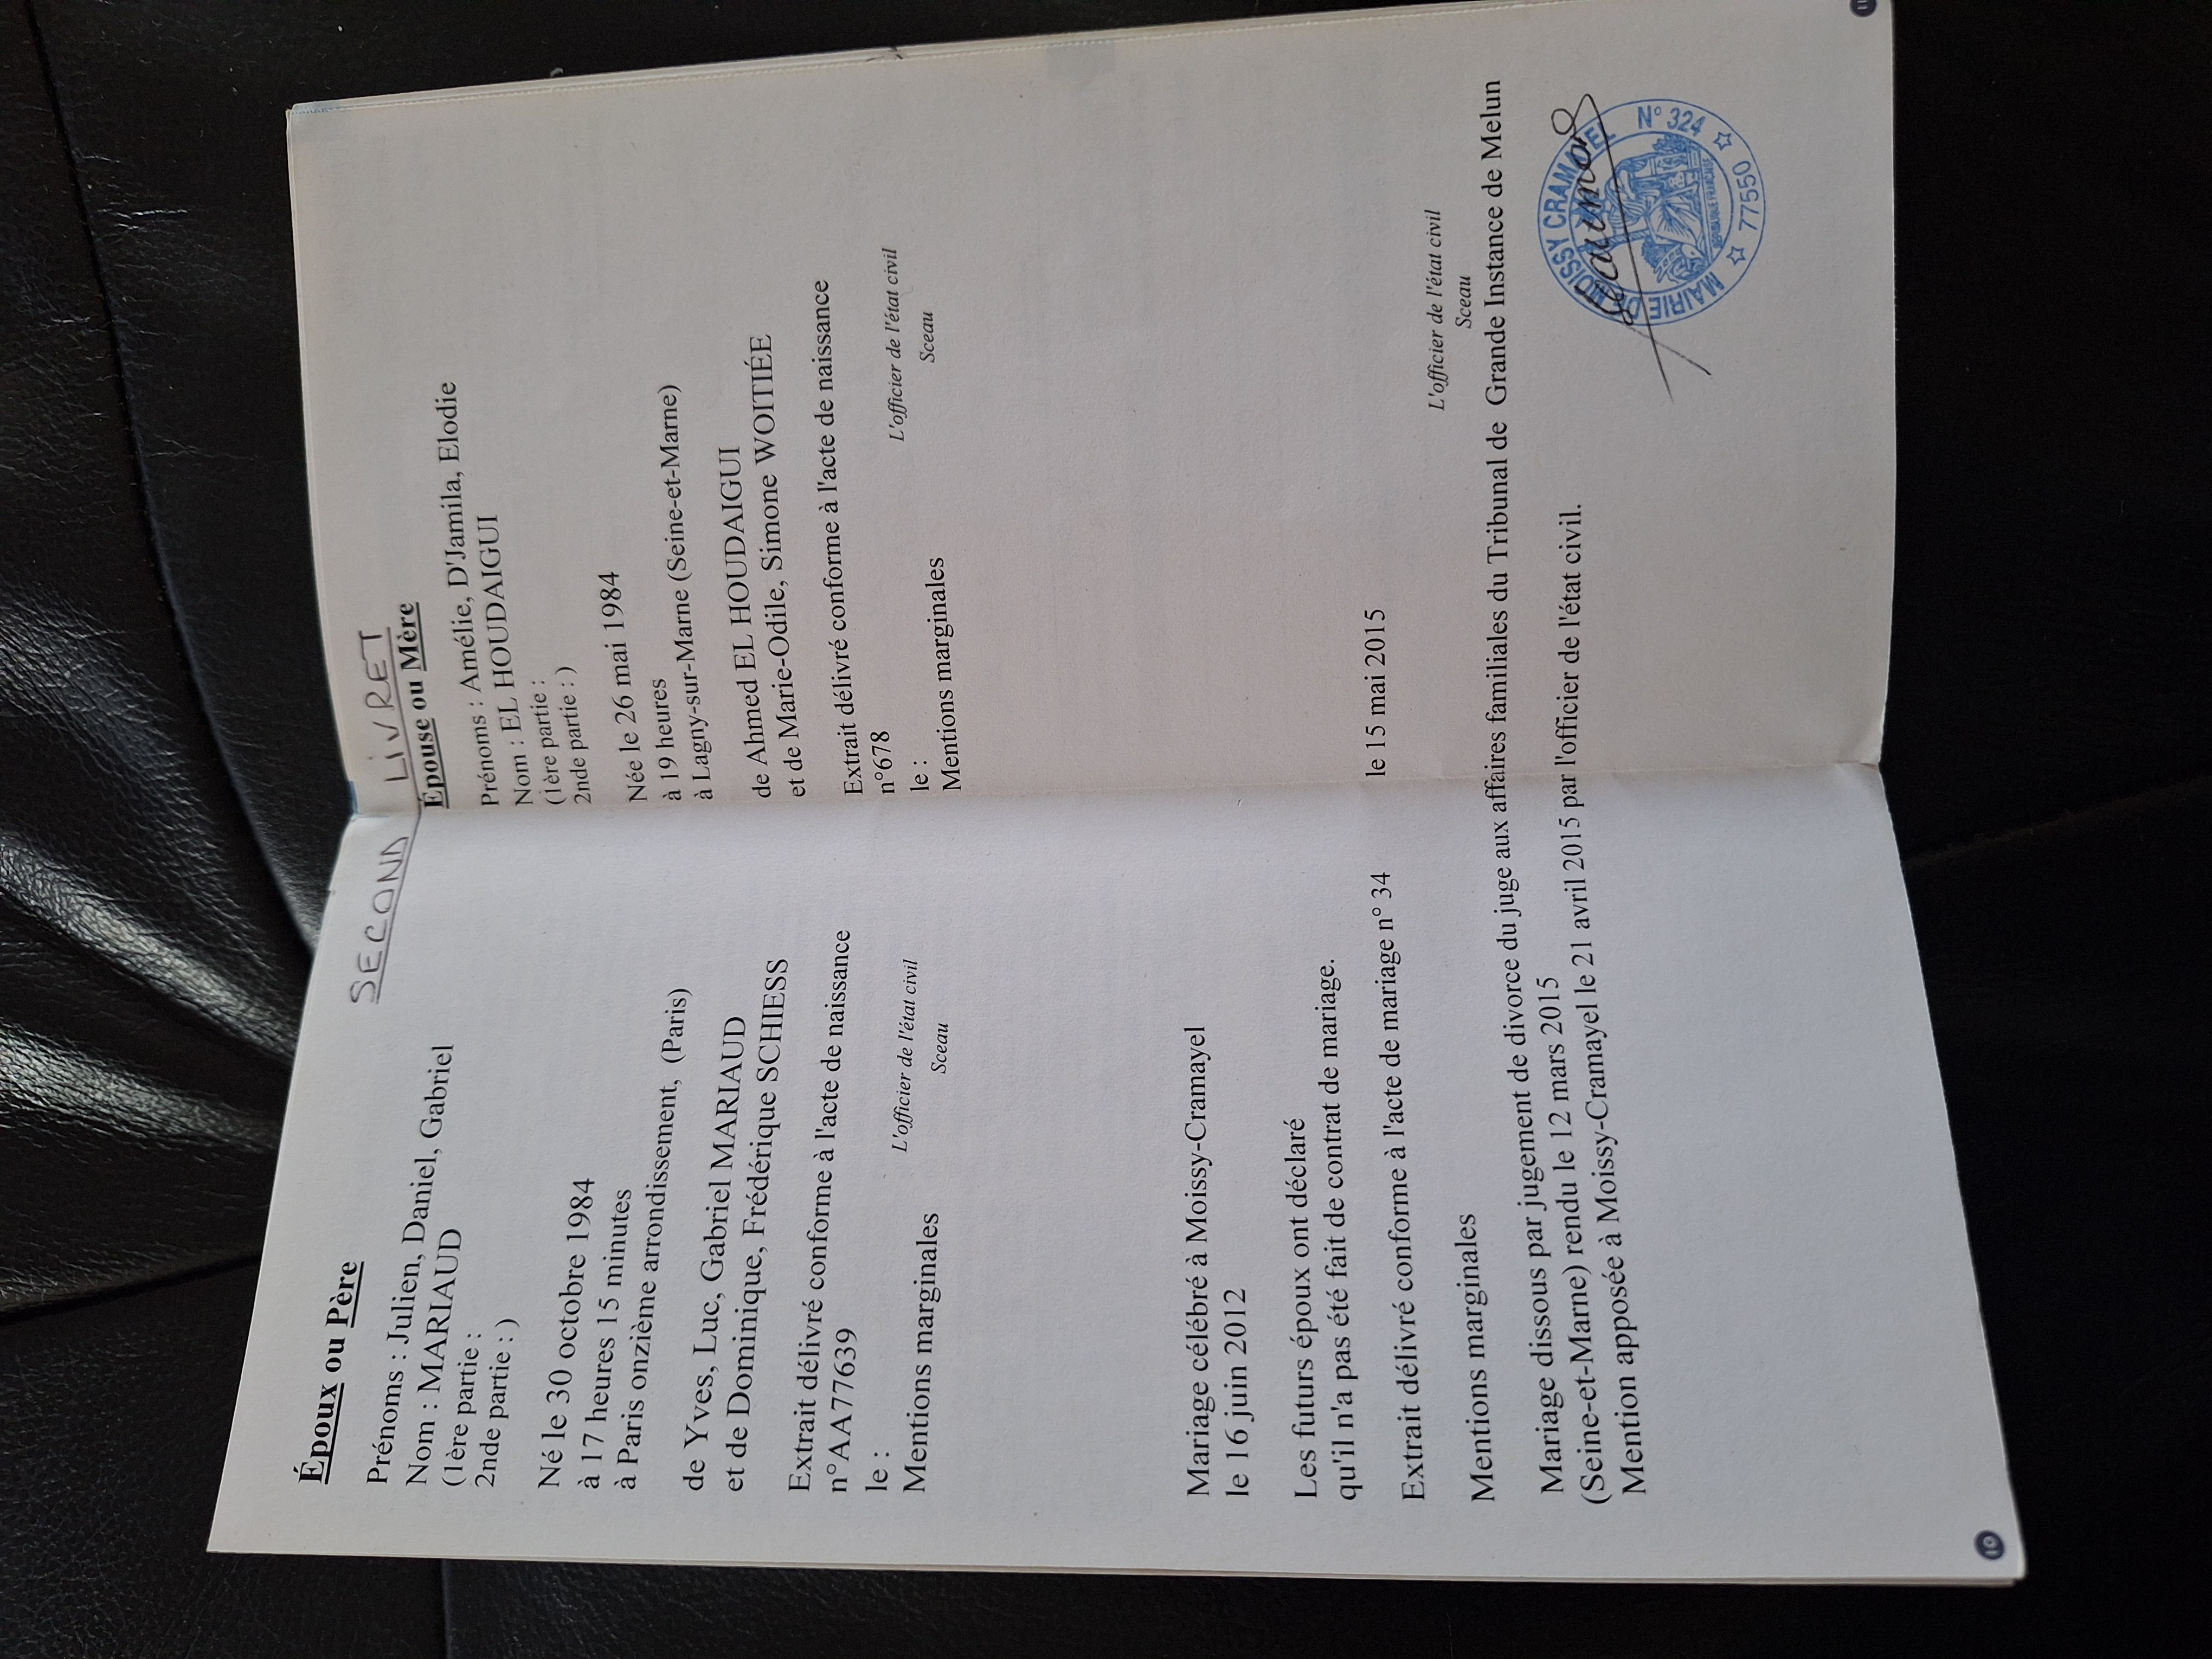 SECOND LIVRET
Époux ou Père
Prénoms : Julien, Daniel, Gabriel
Nom : MARIAUD
(1ère partie :
2nde partie : )
Né le 30 octobre 1984
à 17 heures 15 minutes
à Paris onzième arrondissement, (Paris)
de Yves, Luc, Gabriel MARIAUD
et de Dominique, Frédérique SCHIESS
Extrait délivré conforme à l'acte de naissance
n°AA77639
le :
L'officier de l'état civil
Sceau
Mentions marginales
Épouse ou Mère
Prénoms : Amélie, D'Jamila, Elodie
Nom : EL HOUDAIGUI
(1ère partie :
2nde partie : )
Née le 26 mai 1984
à 19 heures
à Lagny-sur-Marne (Seine-et-Marne)
de Ahmed EL HOUDAIGUI
et de Marie-Odile, Simone WOITIÉE
Extrait délivré conforme à l'acte de naissance
n°678
le :
L'officier de l'état civil
Sceau
Mentions marginales
Mariage célébré à Moissy-Cramayel
le 16 juin 2012
Les futurs époux ont déclaré
qu'il n'a pas été fait de contrat de mariage.
Extrait délivré conforme à l'acte de mariage n° 34 le 15 mai 2015
L'officier de l'état civil
Sceau
Mentions marginales
Mariage dissous par jugement de divorce du juge aux affaires familiales du Tribunal de Grande Instance de Melun
(Seine-et-Marne) rendu le 12 mars 2015
Mention apposée à Moissy-Cramayel le 21 avril 2015 par l'officier de l'état civil.
MAIRIE DE MOISSY CRAMAYEL N° 324
77550
RÉPUBLIQUE FRANÇAISE
10
11